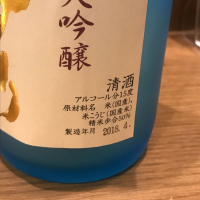 大吟醸
清酒
アルコール分15度
原材料名 米(国産)、
米こうじ(国産米)
精米歩合50%
製造年月 2018.4.